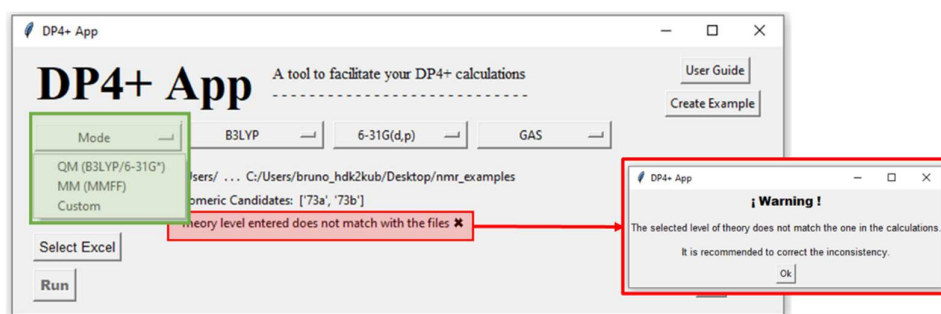 DP4+ App
DP4+ App
A tool to facilitate your DP4+ calculations
User Guide
Create Example
Mode B3LYP 6-31G(d,p) GAS
QM (B3LYP/6-31G*)
MM (MMFF)
Custom
sers/ ... C:/Users/bruno_hdk2kub/Desktop/nmr_examples
omeric Candidates: ['73a', '73b']
Theory level entered does not match with the files ✖
Select Excel
Run
DP4+ App
¡ Warning !
The selected level of theory does not match the one in the calculations.
It is recommended to correct the inconsistency.
Ok